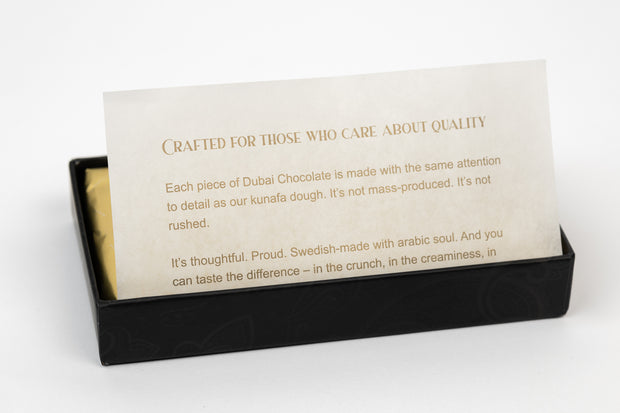 Crafted for those who care about quality
Each piece of Dubai Chocolate is made with the same attention
to detail as our kunafa dough. It’s not mass-produced. It’s not
rushed.
It’s thoughtful. Proud. Swedish-made with arabic soul. And you
can taste the difference – in the crunch, in the creaminess, in